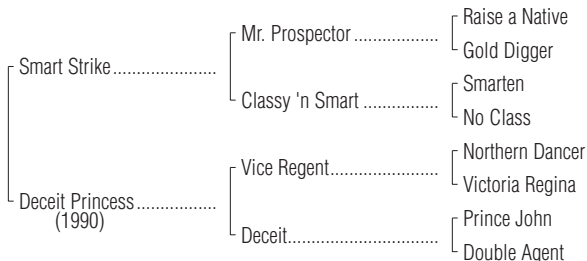 Raise a Native
Mr. Prospector ..................
Gold Digger
Smart Strike......................
Smarten
Classy 'n Smart ................
No Class
Northern Dancer
Vice Regent.......................
Victoria Regina
Deceit Princess.................
(1990)
Prince John
Deceit................................
Double Agent